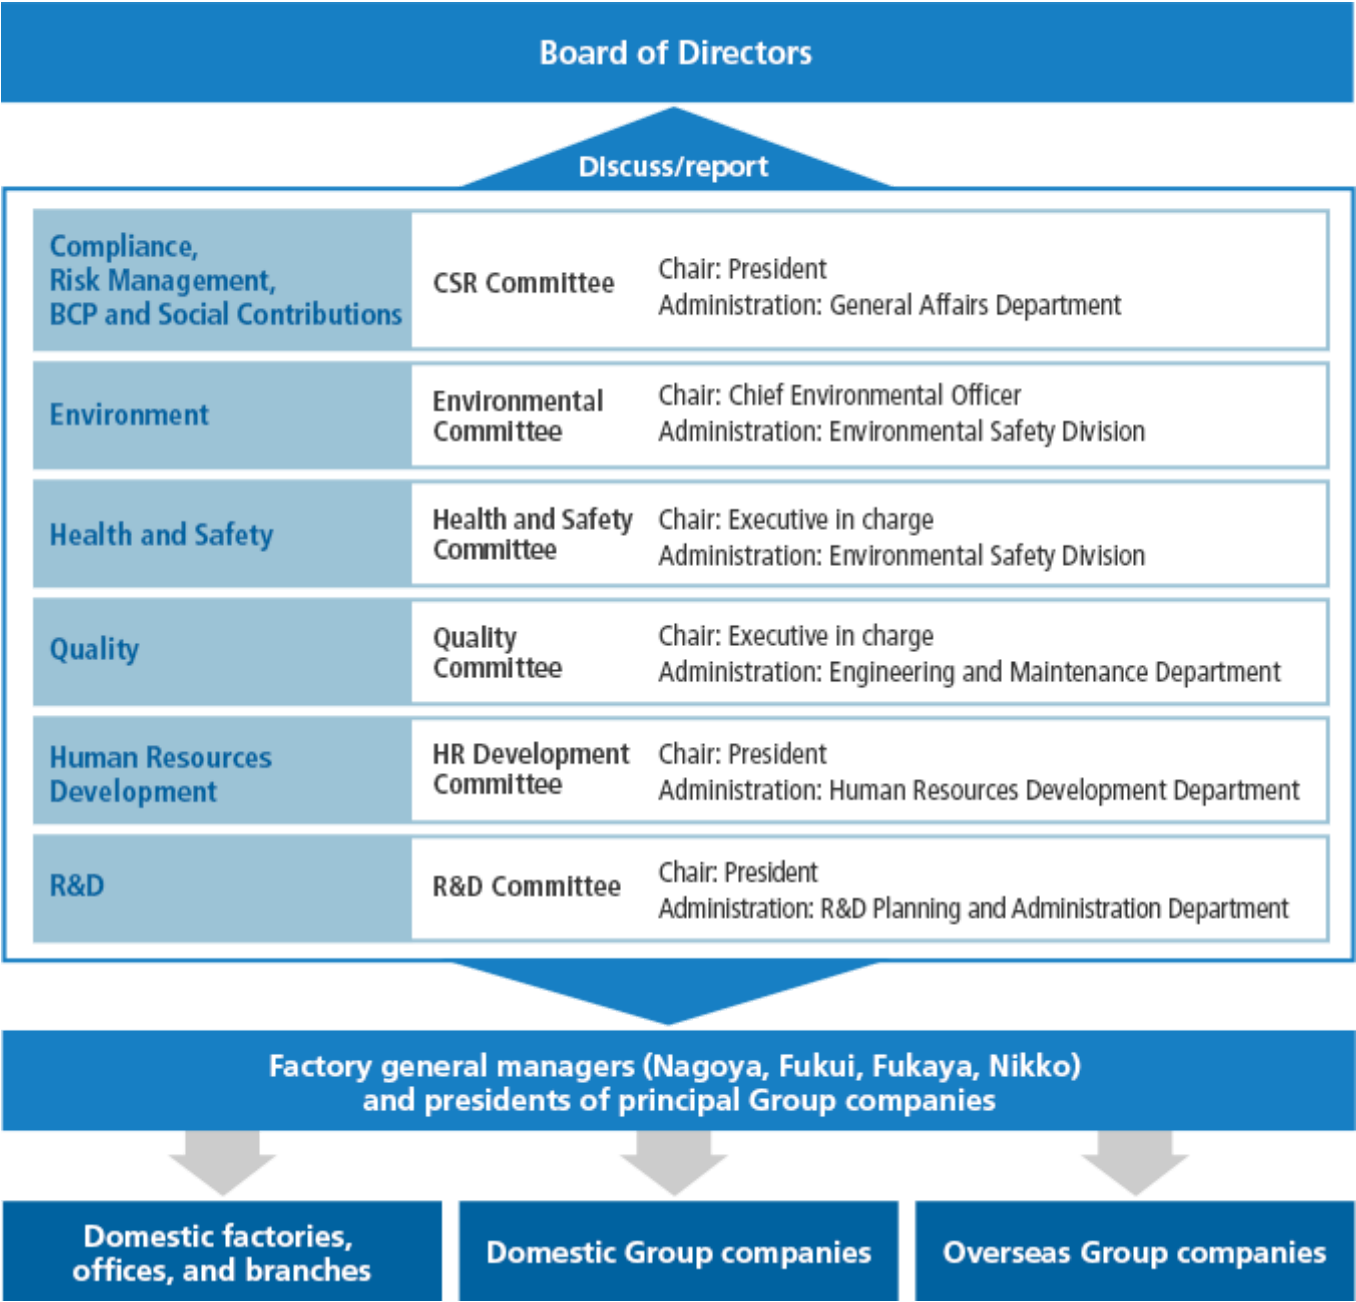 Board of Directors
Discuss/report
Compliance,
Risk Management,
BCP and Social Contributions
CSR Committee
Chair: President
Administration: General Affairs Department
Environment
Environmental
Committee
Chair: Chief Environmental Officer
Administration: Environmental Safety Division
Health and Safety
Health and Safety
Committee
Chair: Executive in charge
Administration: Environmental Safety Division
Quality
Quality
Committee
Chair: Executive in charge
Administration: Engineering and Maintenance Department
Human Resources
Development
HR Development
Committee
Chair: President
Administration: Human Resources Development Department
R&D
R&D Committee
Chair: President
Administration: R&D Planning and Administration Department
Factory general managers (Nagoya, Fukui, Fukaya, Nikko)
and presidents of principal Group companies
Domestic factories,
offices, and branches
Domestic Group companies
Overseas Group companies